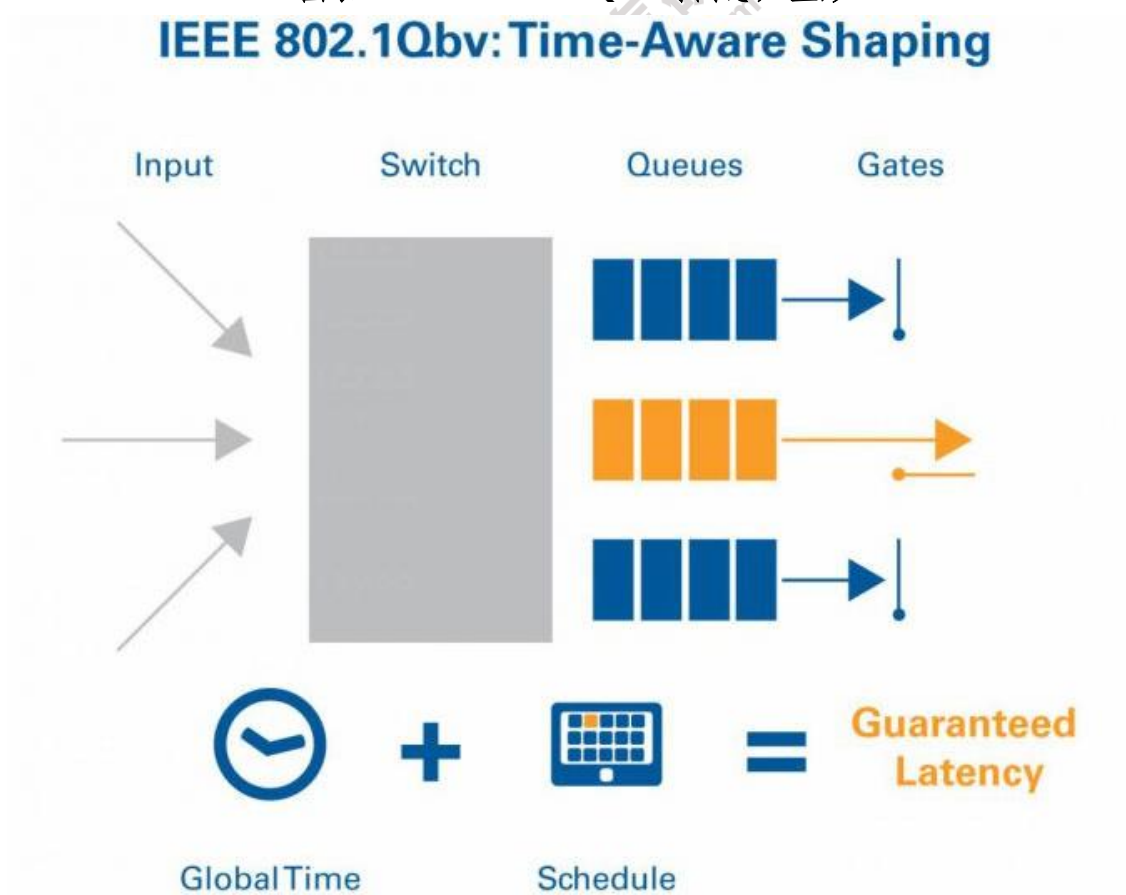 IEEE 802.1Qbv: Time-Aware Shaping
Input
Switch
Queues
Gates
Guaranteed
Latency
Global Time
Schedule